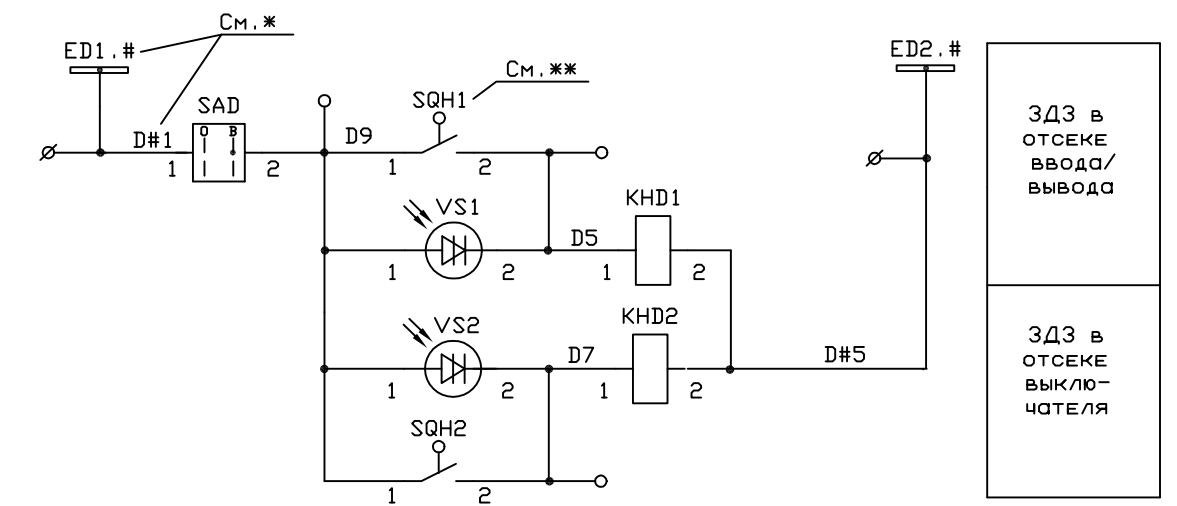 См.*
ED1.#
ED2.#
См.**
SAD
SQH1
О В
D#1
D9
1 2
1 2
ЗДЗ в
отсеке
ввода/
вывода
VS1
KHD1
D5
1 2
1 2
VS2
KHD2
D7
D#5
1 2
1 2
ЗДЗ в
отсеке
выклю-
чателя
SQH2
1 2